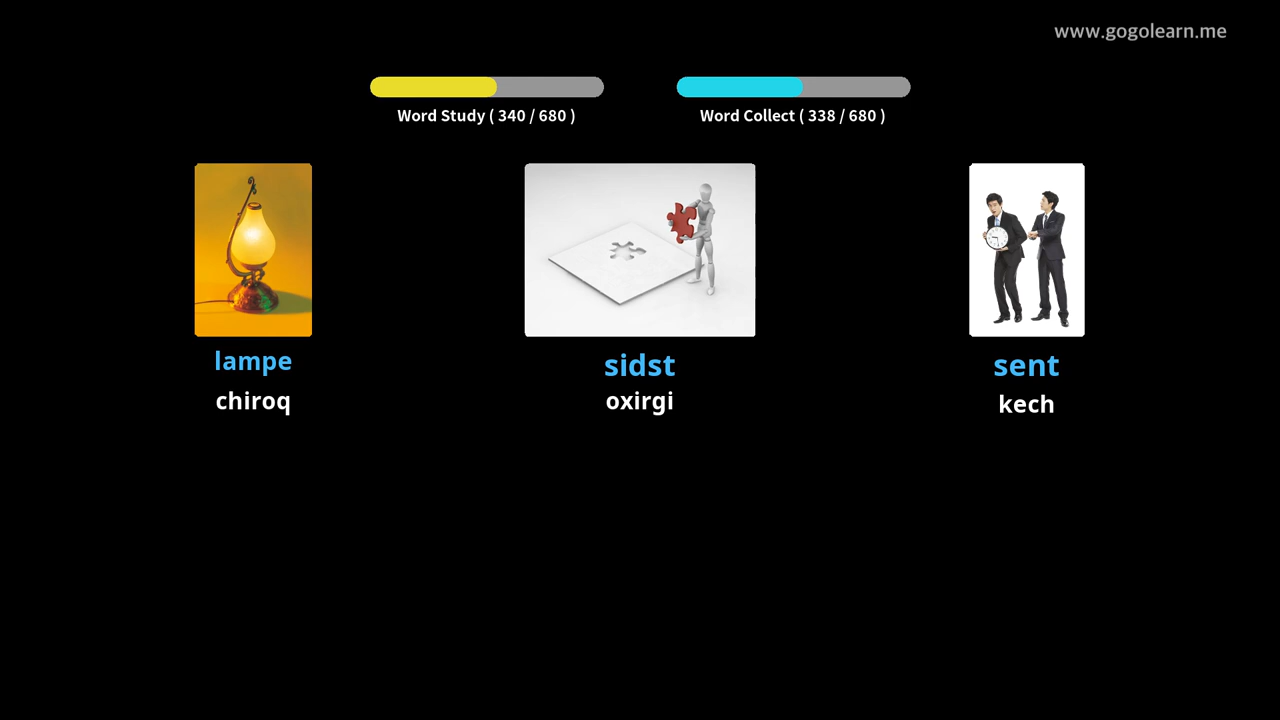 www.gogolearn.me
Word Study ( 340 / 680 )
Word Collect ( 338 / 680 )
lampe
chiroq
sidst
oxirgi
sent
kech